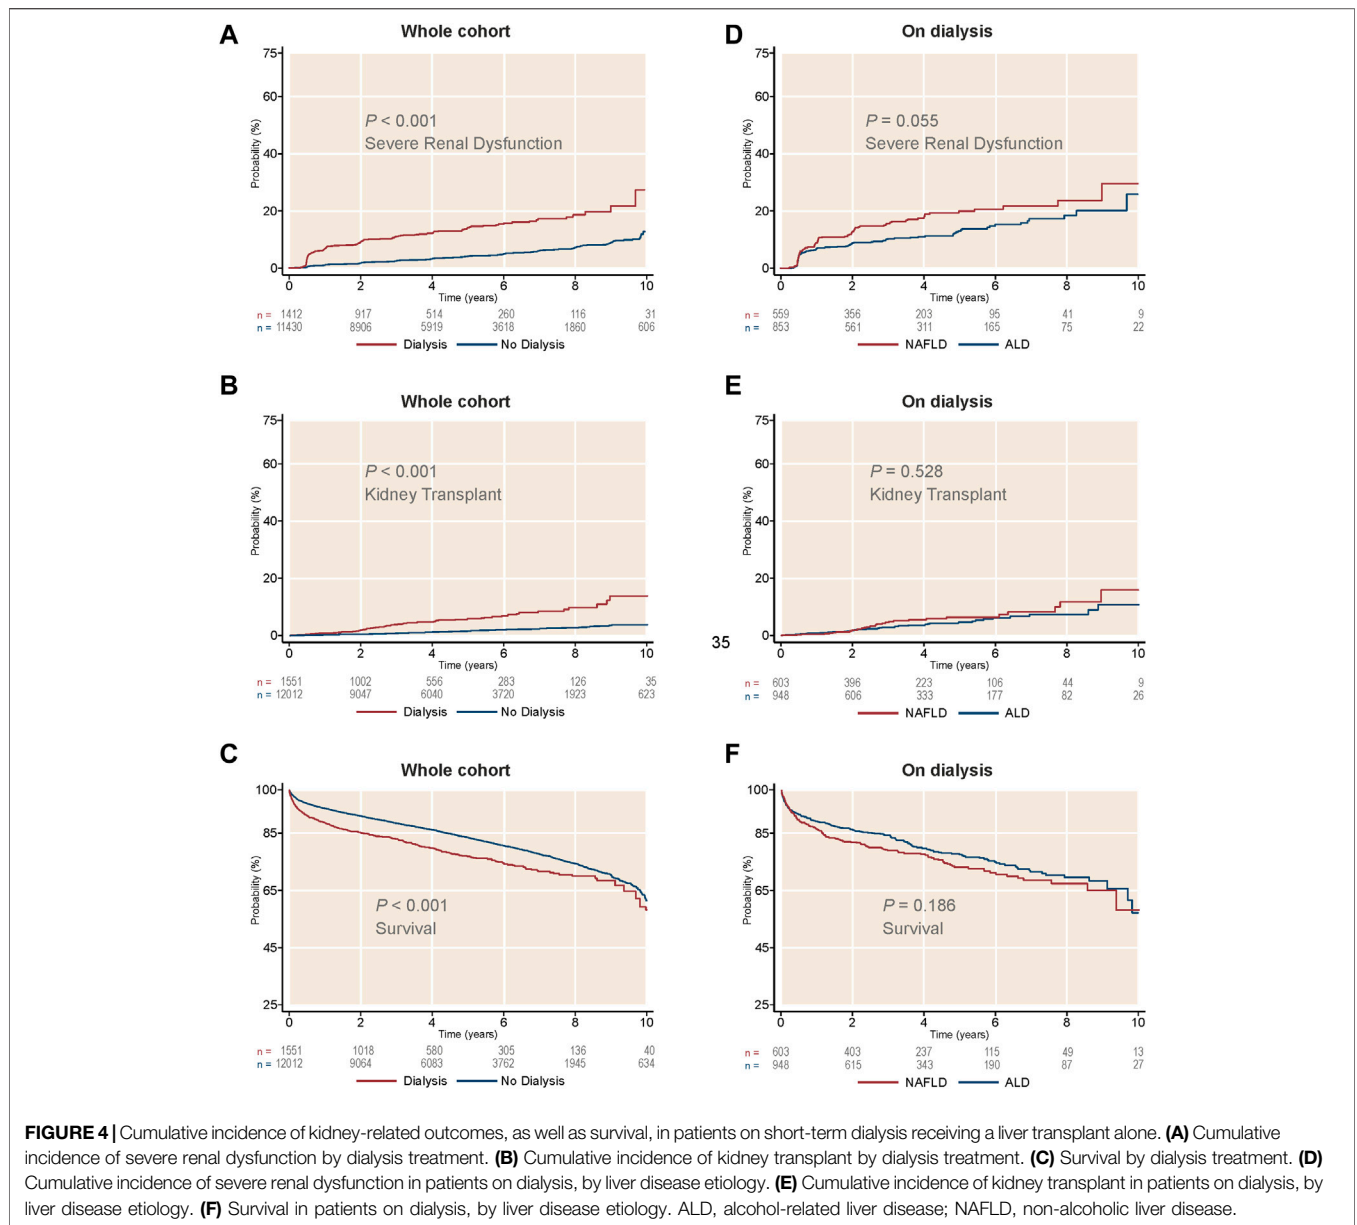 A
Whole cohort
75
60
40
20
0
Probability (%)
P < 0.001
Severe Renal Dysfunction
0 2 4 6 8 10
Time (years)
n = 1412 917 514 260 116 31
n = 11430 8906 5919 3618 1860 606
Dialysis No Dialysis
D
On dialysis
75
60
40
20
0
Probability (%)
P = 0.055
Severe Renal Dysfunction
0 2 4 6 8 10
Time (years)
n = 559 356 203 95 41 9
n = 853 561 311 165 75 22
NAFLD ALD
B
Whole cohort
75
60
40
20
0
Probability (%)
P < 0.001
Kidney Transplant
0 2 4 6 8 10
Time (years)
n = 1551 1002 556 283 126 35
n = 12012 9047 6040 3720 1923 623
Dialysis No Dialysis
35
E
On dialysis
75
60
40
20
0
Probability (%)
P = 0.528
Kidney Transplant
0 2 4 6 8 10
Time (years)
n = 603 396 223 106 44 9
n = 948 606 333 177 82 26
NAFLD ALD
C
Whole cohort
100
85
65
45
25
Probability (%)
P < 0.001
Survival
0 2 4 6 8 10
Time (years)
n = 1551 1018 580 305 136 40
n = 12012 9064 6083 3762 1945 634
Dialysis No Dialysis
F
On dialysis
100
85
65
45
25
Probability (%)
P = 0.186
Survival
0 2 4 6 8 10
Time (years)
n = 603 403 237 115 49 13
n = 948 615 343 190 87 27
NAFLD ALD
FIGURE 4 | Cumulative incidence of kidney-related outcomes, as well as survival, in patients on short-term dialysis receiving a liver transplant alone. (A) Cumulative
incidence of severe renal dysfunction by dialysis treatment. (B) Cumulative incidence of kidney transplant by dialysis treatment. (C) Survival by dialysis treatment. (D)
Cumulative incidence of severe renal dysfunction in patients on dialysis, by liver disease etiology. (E) Cumulative incidence of kidney transplant in patients on dialysis, by
liver disease etiology. (F) Survival in patients on dialysis, by liver disease etiology. ALD, alcohol-related liver disease; NAFLD, non-alcoholic liver disease.